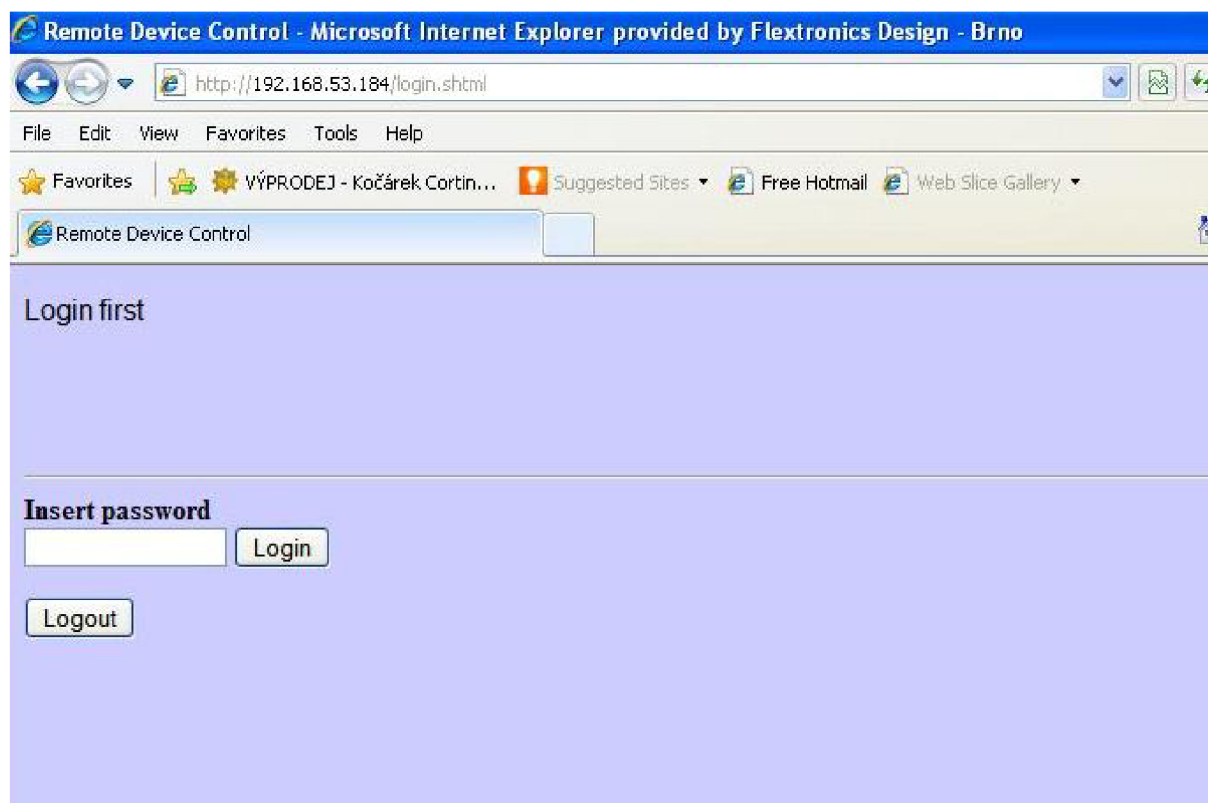 Remote Device Control - Microsoft Internet Explorer provided by Flextronics Design - Brno
http://192.168.53.184/login.shtml
File Edit View Favorites Tools Help
Favorites VÝPRODEJ - Kočárek Cortin... Suggested Sites Free Hotmail Web Slice Gallery
Remote Device Control
Login first
Insert password
Login
Logout